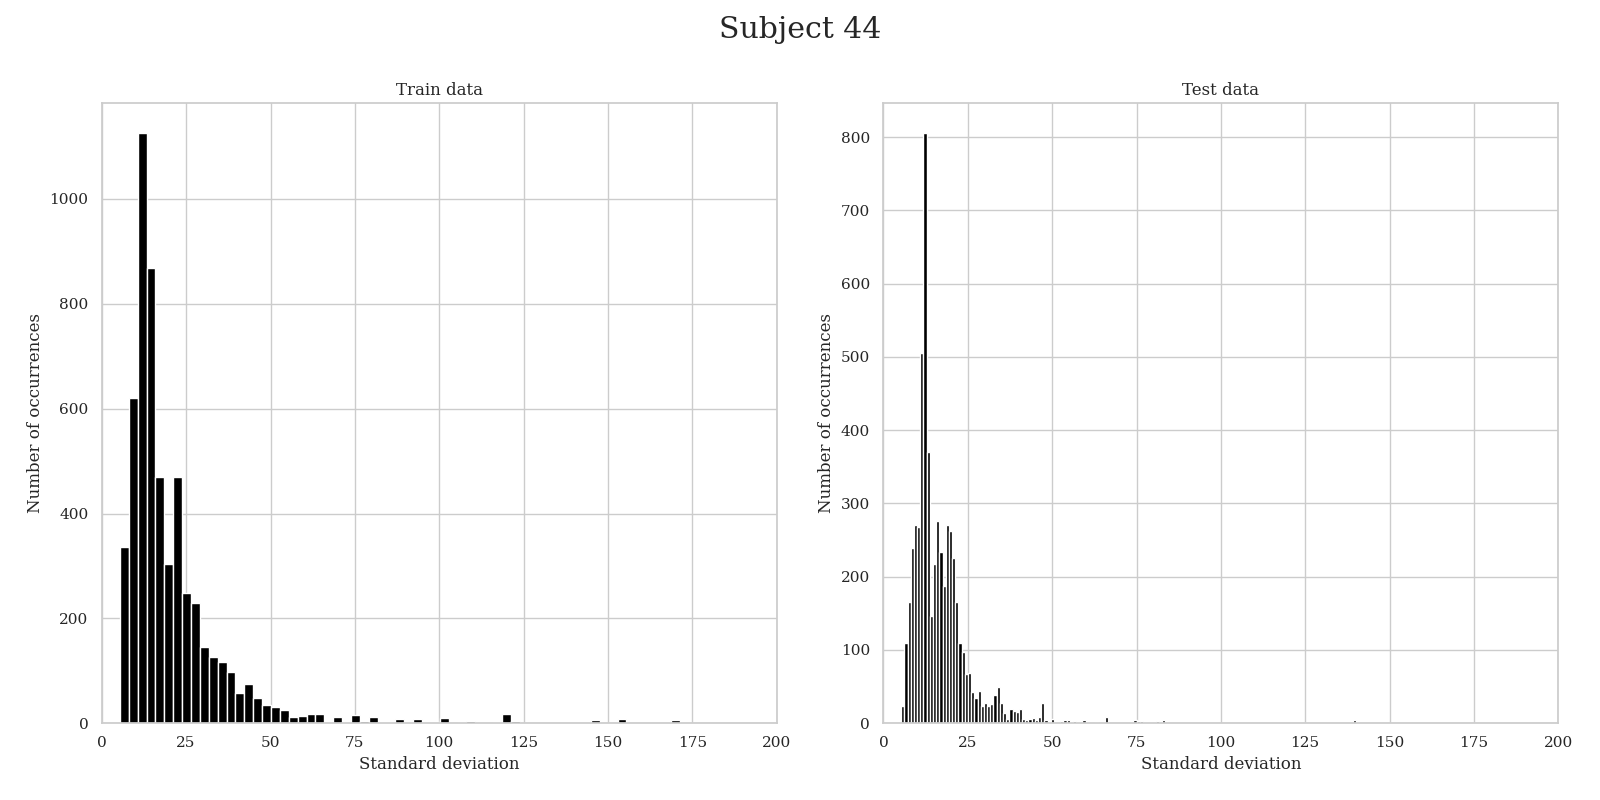 Subject 44
Train data
Number of occurrences
0
200
400
600
800
1000
0 25 50 75 100 125 150 175 200
Standard deviation
Test data
Number of occurrences
0
100
200
300
400
500
600
700
800
0 25 50 75 100 125 150 175 200
Standard deviation